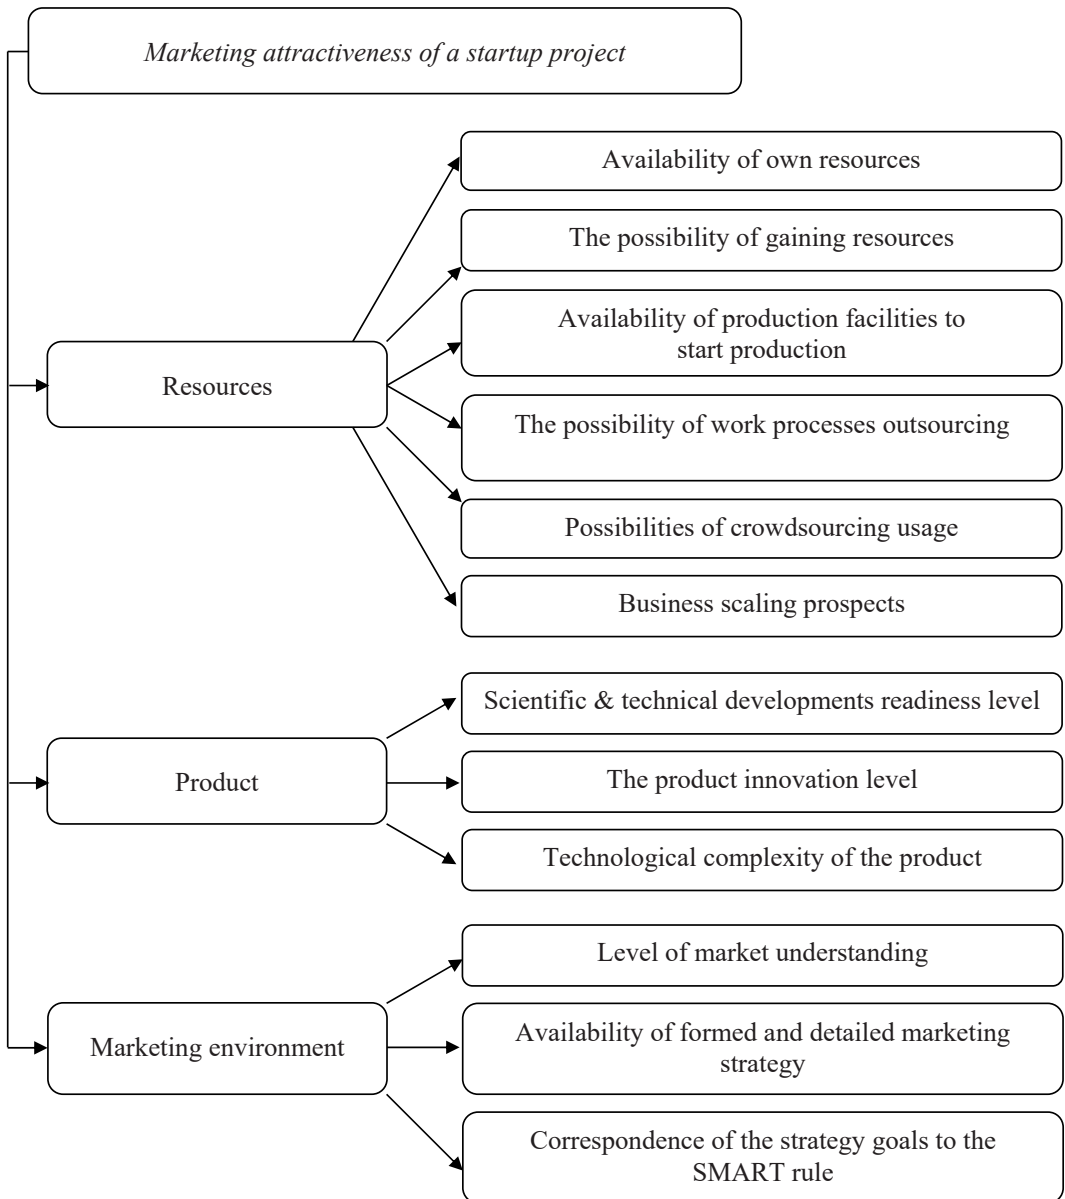 Marketing attractiveness of a startup project
Availability of own resources
The possibility of gaining resources
Availability of production facilities to
start production
Resources
The possibility of work processes outsourcing
Possibilities of crowdsourcing usage
Business scaling prospects
Scientific & technical developments readiness level
Product
The product innovation level
Technological complexity of the product
Level of market understanding
Marketing environment
Availability of formed and detailed marketing
strategy
Correspondence of the strategy goals to the
SMART rule